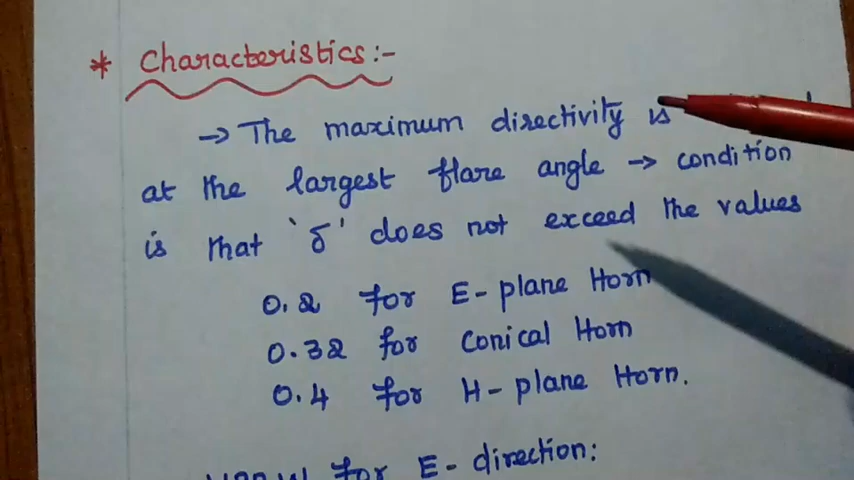 * Characteristics:-
→ The maximum directivity is
at the largest flare angle → condition
is that 'δ' does not exceed the values
0.2 for E-plane Horn
0.32 for Conical Horn
0.4 for H-plane Horn.
for E-direction: